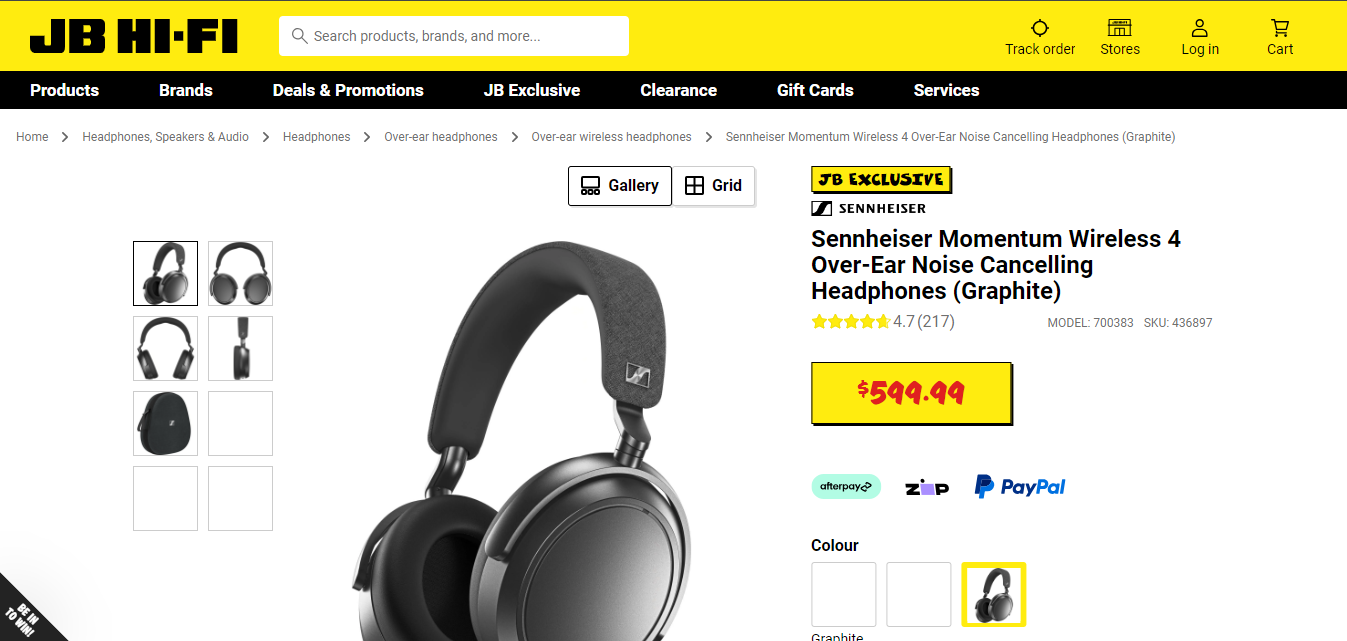 JB HI-FI
Search products, brands, and more...
Track order
Stores
Log in
Cart
Products
Brands
Deals & Promotions
JB Exclusive
Clearance
Gift Cards
Services
Home
Headphones, Speakers & Audio
Headphones
Over-ear headphones
Over-ear wireless headphones
Sennheiser Momentum Wireless 4 Over-Ear Noise Cancelling Headphones (Graphite)
Gallery
Grid
JB EXCLUSIVE
SENNHEISER
Sennheiser Momentum Wireless 4
Over-Ear Noise Cancelling
Headphones (Graphite)
4.7 (217)
MODEL: 700383 SKU: 436897
$599.99
afterpay
ZIP
PayPal
Colour
Graphite
BE IN
TO WIN!